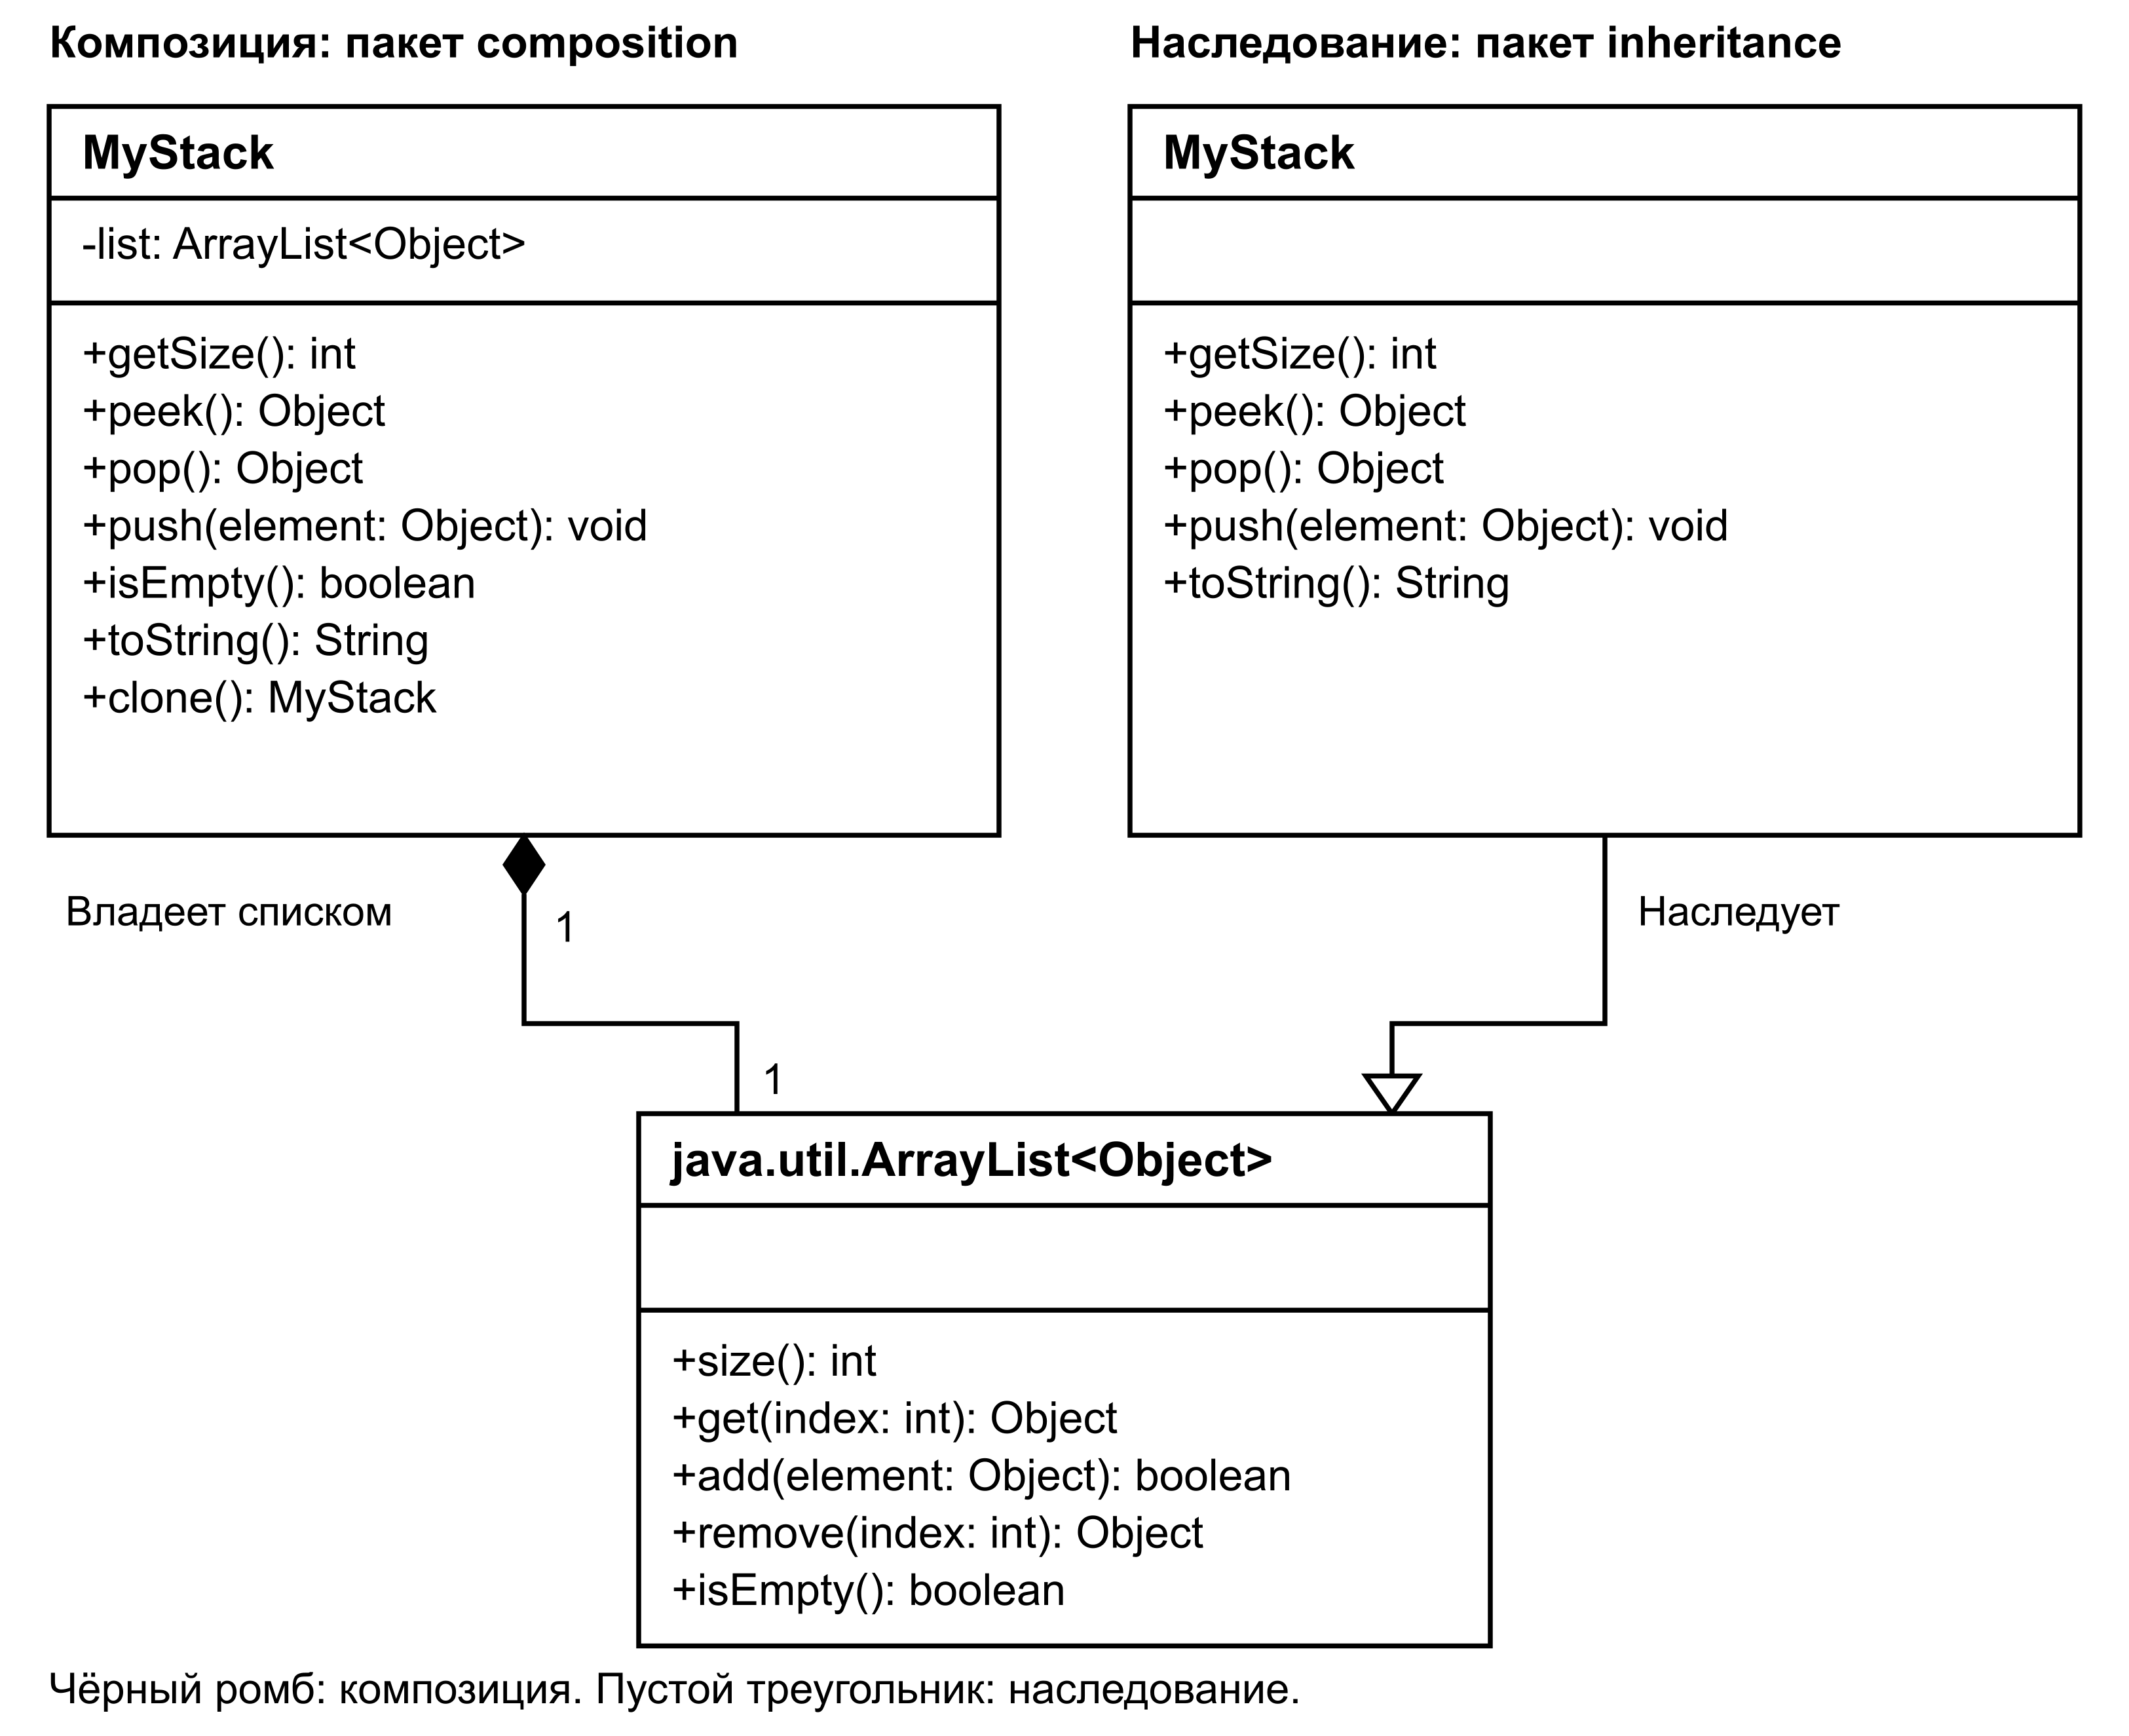 Композиция: пакет composition
MyStack
-list: ArrayList<Object>
+getSize(): int
+peek(): Object
+pop(): Object
+push(element: Object): void
+isEmpty(): boolean
+toString(): String
+clone(): MyStack
Владеет списком
1
1
Наследование: пакет inheritance
MyStack
+getSize(): int
+peek(): Object
+pop(): Object
+push(element: Object): void
+toString(): String
Наследует
java.util.ArrayList<Object>
+size(): int
+get(index: int): Object
+add(element: Object): boolean
+remove(index: int): Object
+isEmpty(): boolean
Чёрный ромб: композиция. Пустой треугольник: наследование.